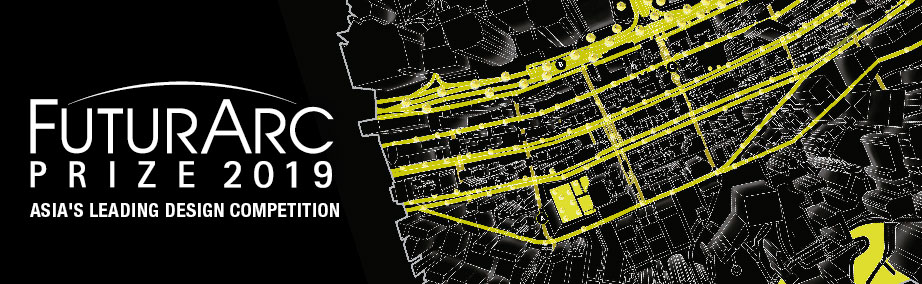 FUTURARC
PRIZE 2019
ASIA'S LEADING DESIGN COMPETITION